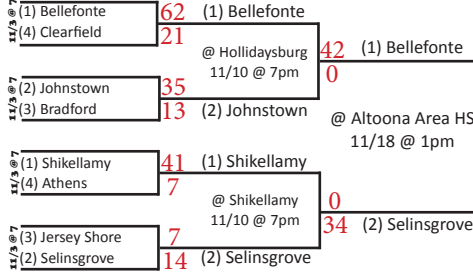 11/3 @ 7
(1) Bellefonte 62
(4) Clearfield 21
(1) Bellefonte
@ Hollidaysburg
11/10 @ 7pm
42 (1) Bellefonte
0
11/3 @ 7
(2) Johnstown 35
(3) Bradford 13
(2) Johnstown
@ Altoona Area HS
11/18 @ 1pm
11/3 @ 7
(1) Shikellamy 41
(4) Athens 7
(1) Shikellamy
@ Shikellamy
11/10 @ 7pm
0
34 (2) Selinsgrove
11/3 @ 7
(3) Jersey Shore 7
(2) Selinsgrove 14
(2) Selinsgrove